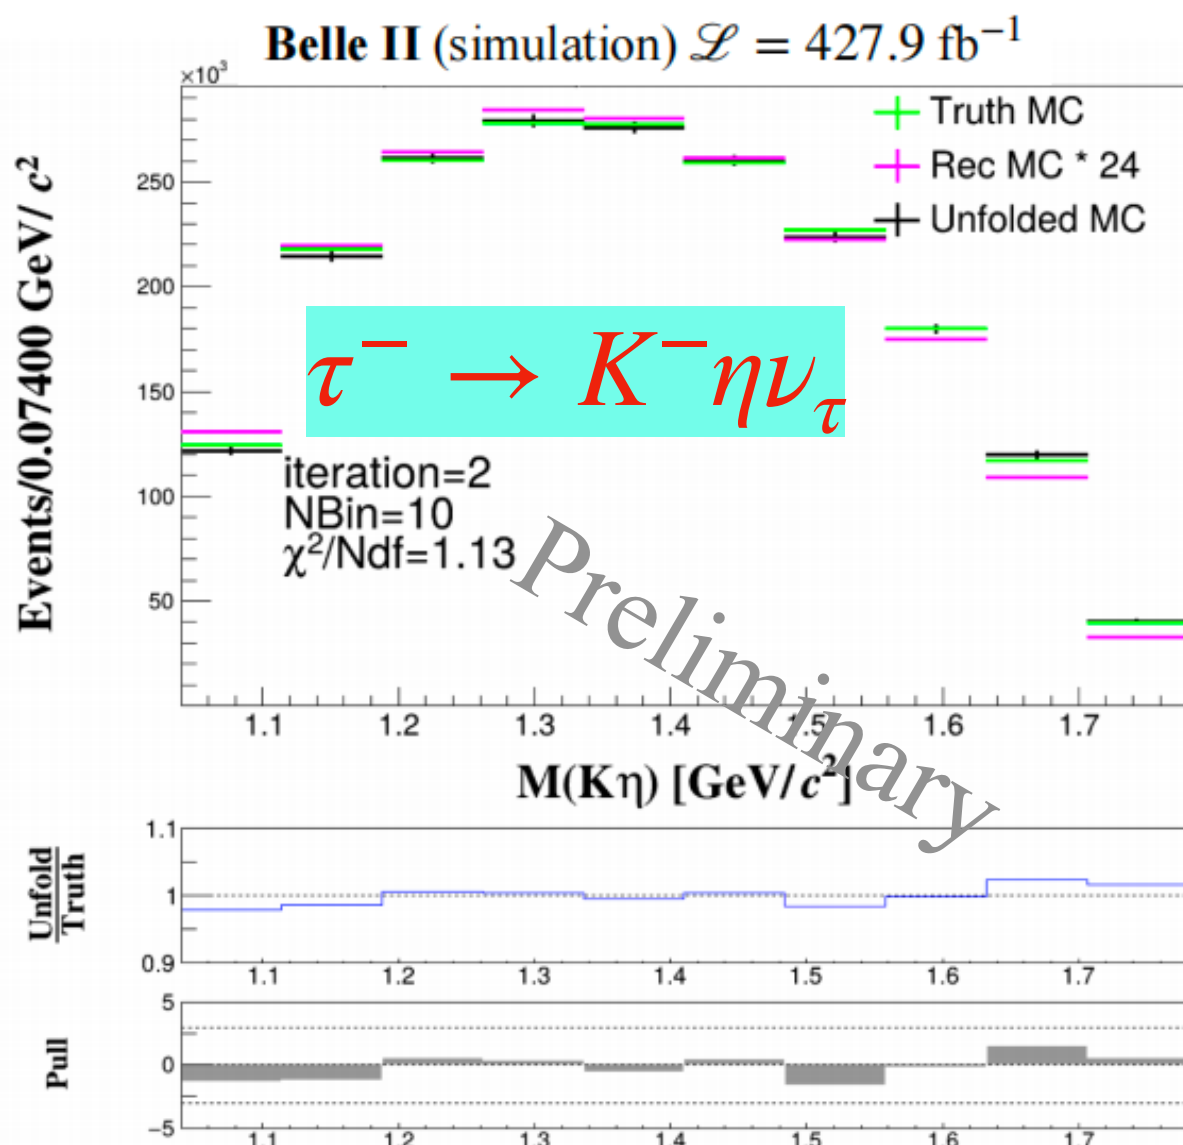 Belle II (simulation) ℒ = 427.9 fb⁻¹
×10³
Events/0.07400 GeV/ c²
250
200
150
100
50
Truth MC
Rec MC * 24
Unfolded MC
τ⁻ → K⁻ηντ
iteration=2
NBin=10
χ²/Ndf=1.13
Preliminary
1.1 1.2 1.3 1.4 1.5 1.6 1.7
M(Kη) [GeV/c²]
Unfold
Truth
1.1
1
0.9
1.1 1.2 1.3 1.4 1.5 1.6 1.7
Pull
5
0
−5
1.1 1.2 1.3 1.4 1.5 1.6 1.7